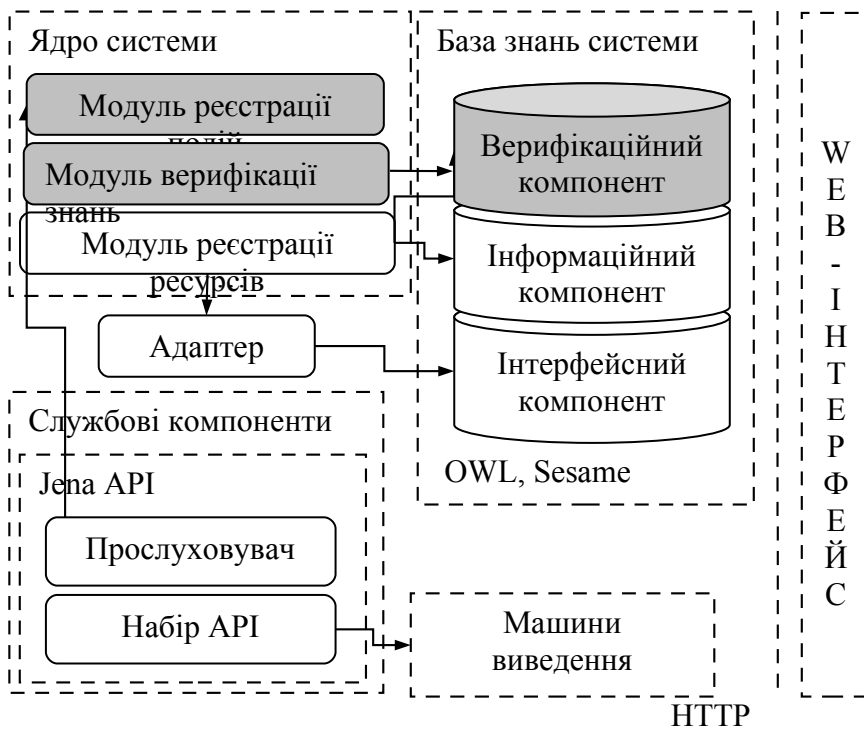 Ядро системи
Модуль реєстрації
подій
Модуль верифікації
знань
Модуль реєстрації
ресурсів
Адаптер
Службові компоненти
Jena API
Прослуховувач
Набір API
База знань системи
Верифікаційний
компонент
Інформаційний
компонент
Інтерфейсний
компонент
OWL, Sesame
Машини
виведення
HTTP
W
E
B
-
І
Н
Т
Е
Р
Ф
Е
Й
С